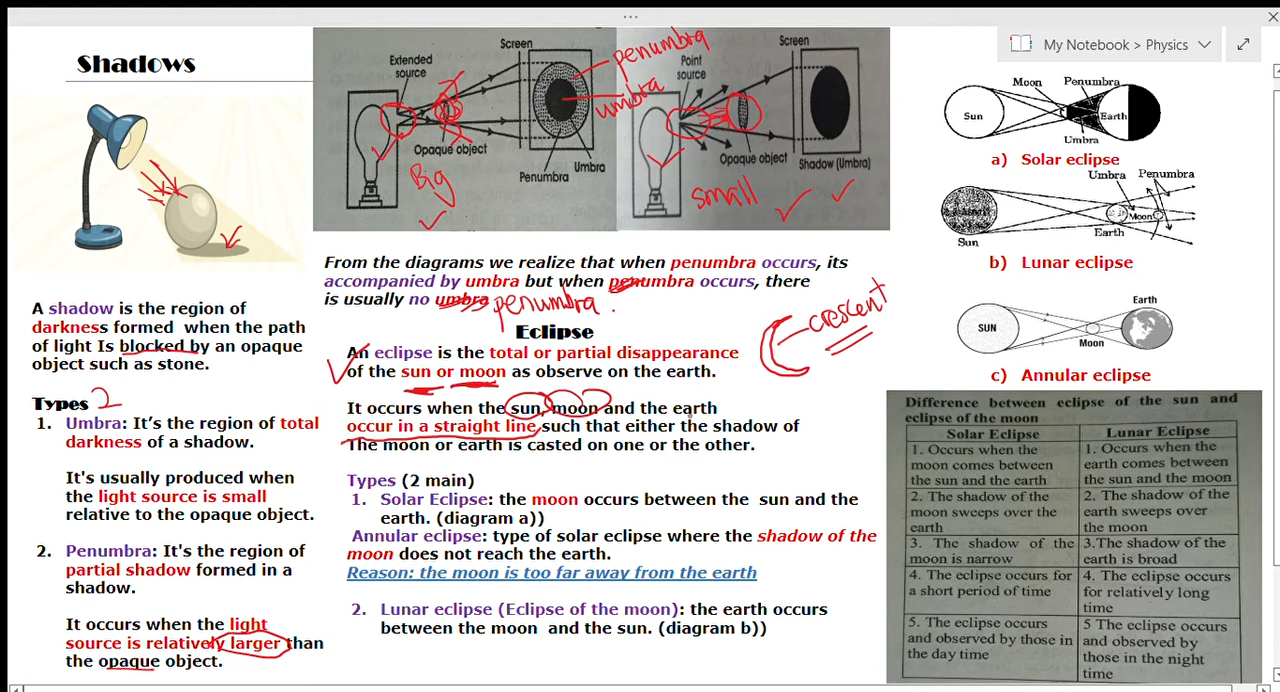 ...
My Notebook > Physics
Shadows
A shadow is the region of
darkness formed when the path
of light Is blocked by an opaque
object such as stone.
Types 2
1. Umbra: It's the region of total
darkness of a shadow.
It's usually produced when
the light source is small
relative to the opaque object.
2. Penumbra: It's the region of
partial shadow formed in a
shadow.
It occurs when the light
source is relatively larger than
the opaque object.
Extended
source
Screen
penumbra
umbra
Opaque object
Umbra
Penumbra
Big
Point
source
Screen
Opaque object
Shadow (Umbra)
small
From the diagrams we realize that when penumbra occurs, its
accompanied by umbra but when penumbra occurs, there
is usually no umbra penumbra.
Eclipse
An eclipse is the total or partial disappearance
of the sun or moon as observe on the earth.
crescent
It occurs when the sun, moon and the earth
occur in a straight line, such that either the shadow of
The moon or earth is casted on one or the other.
Types (2 main)
1. Solar Eclipse: the moon occurs between the sun and the
earth. (diagram a))
Annular eclipse: type of solar eclipse where the shadow of the
moon does not reach the earth.
Reason: the moon is too far away from the earth
2. Lunar eclipse (Eclipse of the moon): the earth occurs
between the moon and the sun. (diagram b))
Moon
Penumbra
Sun
Earth
Umbra
a) Solar eclipse
Umbra
Penumbra
Moon
Earth
Sun
b) Lunar eclipse
Earth
SUN
Moon
c) Annular eclipse
Difference between eclipse of the sun and
eclipse of the moon
Solar Eclipse
Lunar Eclipse
1. Occurs when the
moon comes between
the sun and the earth
1. Occurs when the
earth comes between
the sun and the moon
2. The shadow of the
moon sweeps over the
earth
2. The shadow of the
earth sweeps over
the moon
3. The shadow of the
moon is narrow
3.The shadow of the
earth is broad
4. The eclipse occurs for
a short period of time
4. The eclipse occurs
for relatively long
time
5. The eclipse occurs
and observed by those in
the day time
5 The eclipse occurs
and observed by
those in the night
time